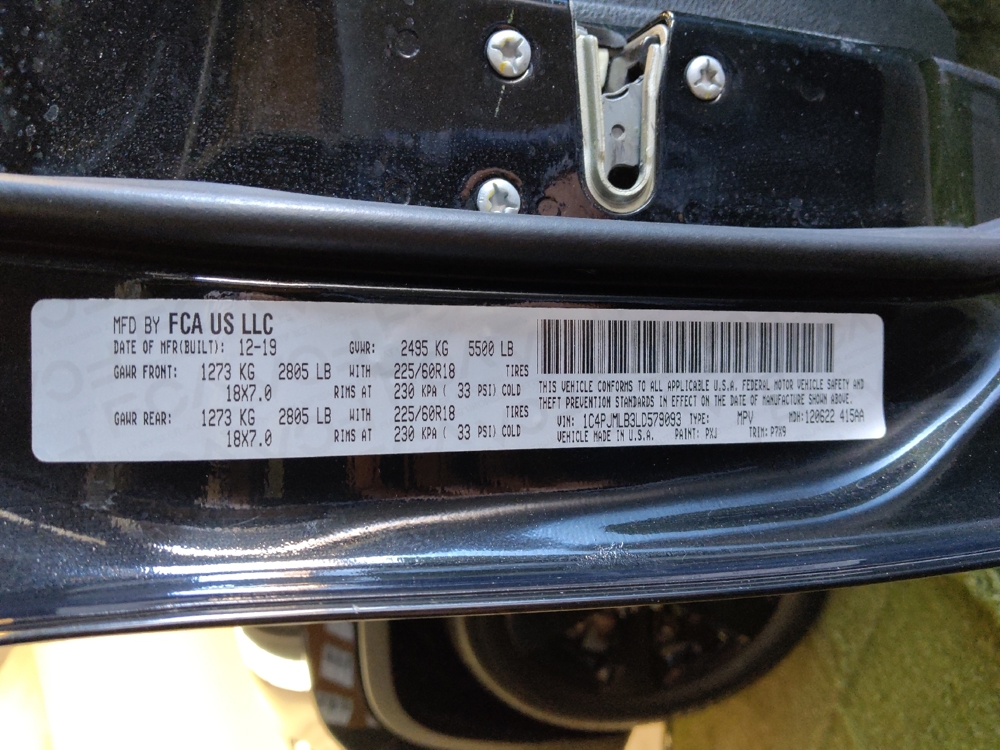 MFD BY FCA US LLC
DATE OF MFR(BUILT): 12-19 GVWR: 2495 KG 5500 LB
GAWR FRONT: 1273 KG 2805 LB WITH 225/60R18 TIRES
18X7.0 RIMS AT 230 KPA ( 33 PSI) COLD
GAWR REAR: 1273 KG 2805 LB WITH 225/60R18 TIRES
18X7.0 RIMS AT 230 KPA ( 33 PSI) COLD
THIS VEHICLE CONFORMS TO ALL APPLICABLE U.S.A. FEDERAL MOTOR VEHICLE SAFETY AND
THEFT PREVENTION STANDARDS IN EFFECT ON THE DATE OF MANUFACTURE SHOWN ABOVE.
VIN: 1C4PJMLB3LD579093 TYPE: MPV MDH: 120622 415AA
VEHICLE MADE IN U.S.A. PAINT: PXJ TRIM: P7X9